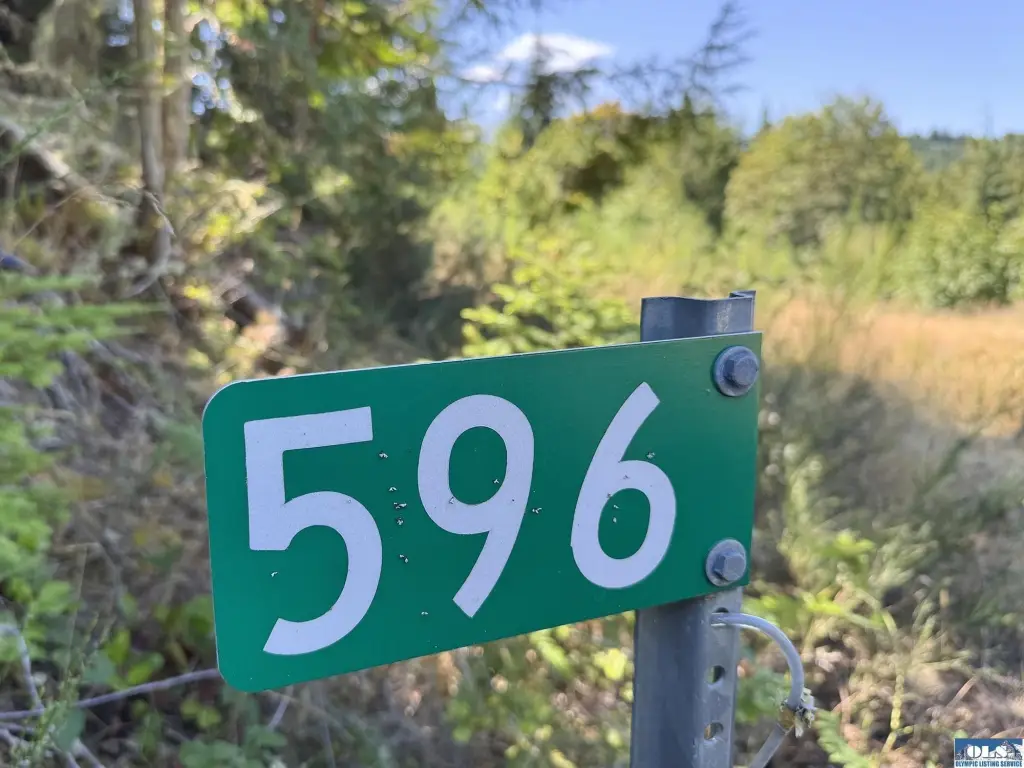 596
OLS
OLYMPIC LISTING SERVICE